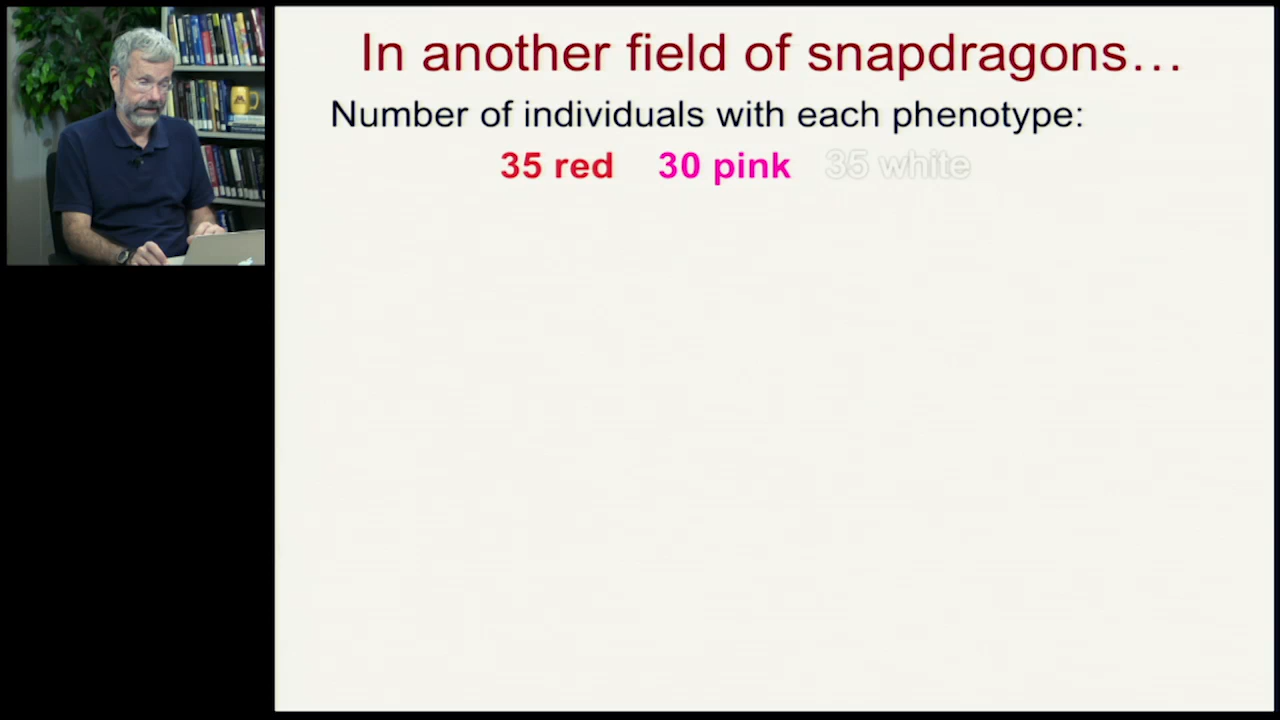 In another field of snapdragons…
Number of individuals with each phenotype:
35 red 30 pink 35 white